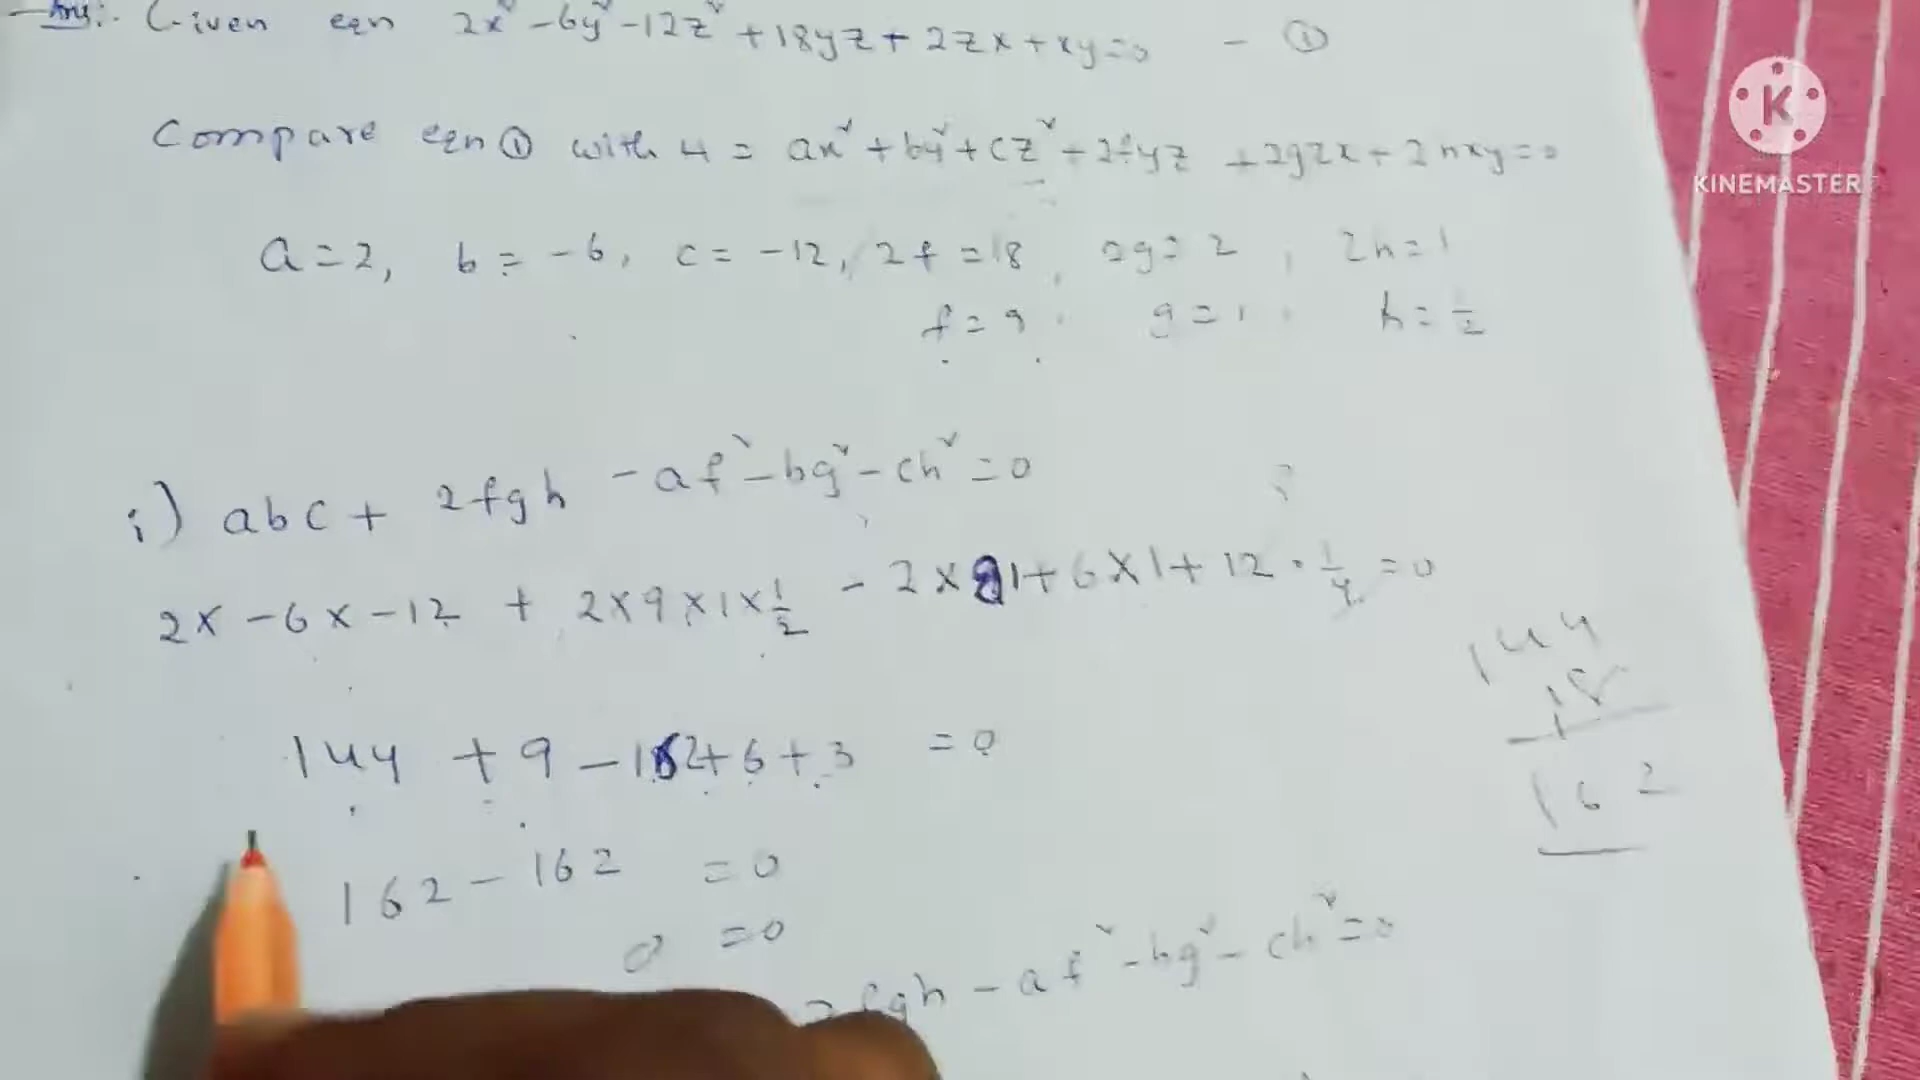 Ans:- Given eqn 2x² - 6y² - 12z² + 18yz + 2zx + xy = 0 - ①
Compare eqn ① with H = ax² + by² + cz² + 2fyz + 2gzx + 2hxy = 0
a = 2, b = -6, c = -12, 2f = 18, 2g = 2, 2h = 1
f = 9, g = 1, h = 1/2
i) abc + 2fgh - af² - bg² - ch² = 0
2x - 6x - 12 + 2x9x1x1/2 - 2x81 + 6x1 + 12 · 1/4 = 0
144 + 9 - 162 + 6 + 3 = 0
162 - 162 = 0
0 = 0
2fgh - af² - bg² - ch² = 0
144
18
+
162
K
KINEMASTER